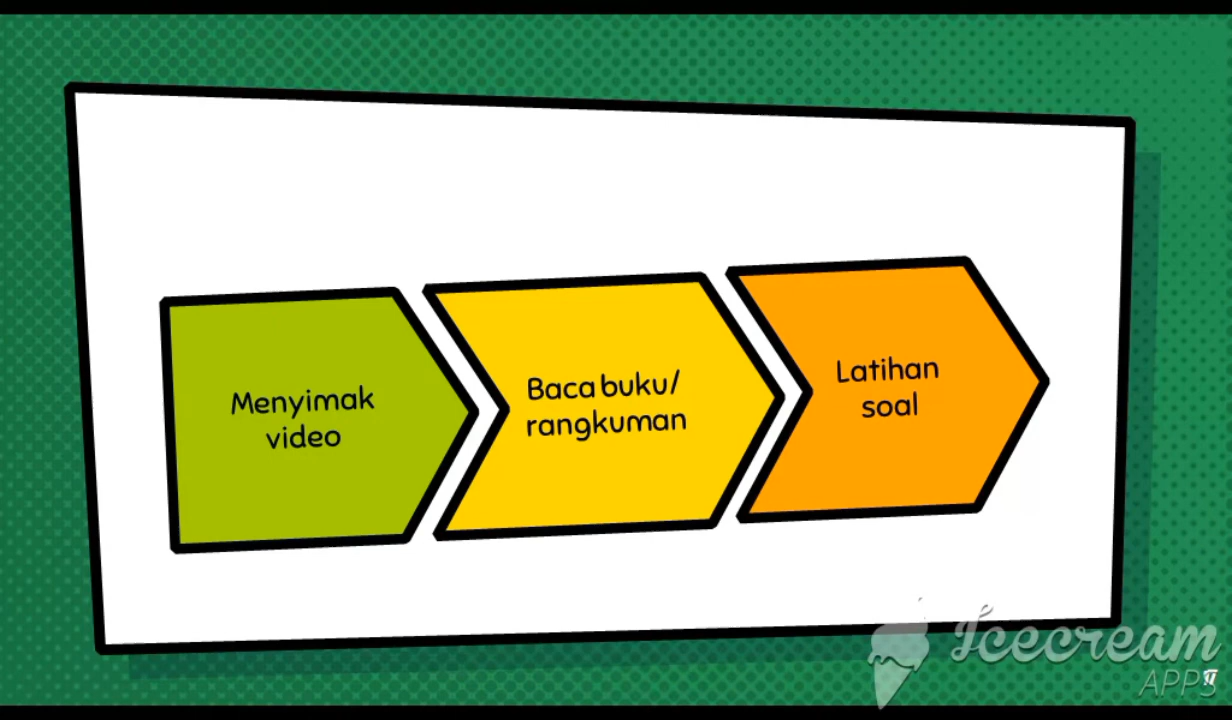 Menyimak
video
Baca buku/
rangkuman
Latihan
soal
Icecream
APPS